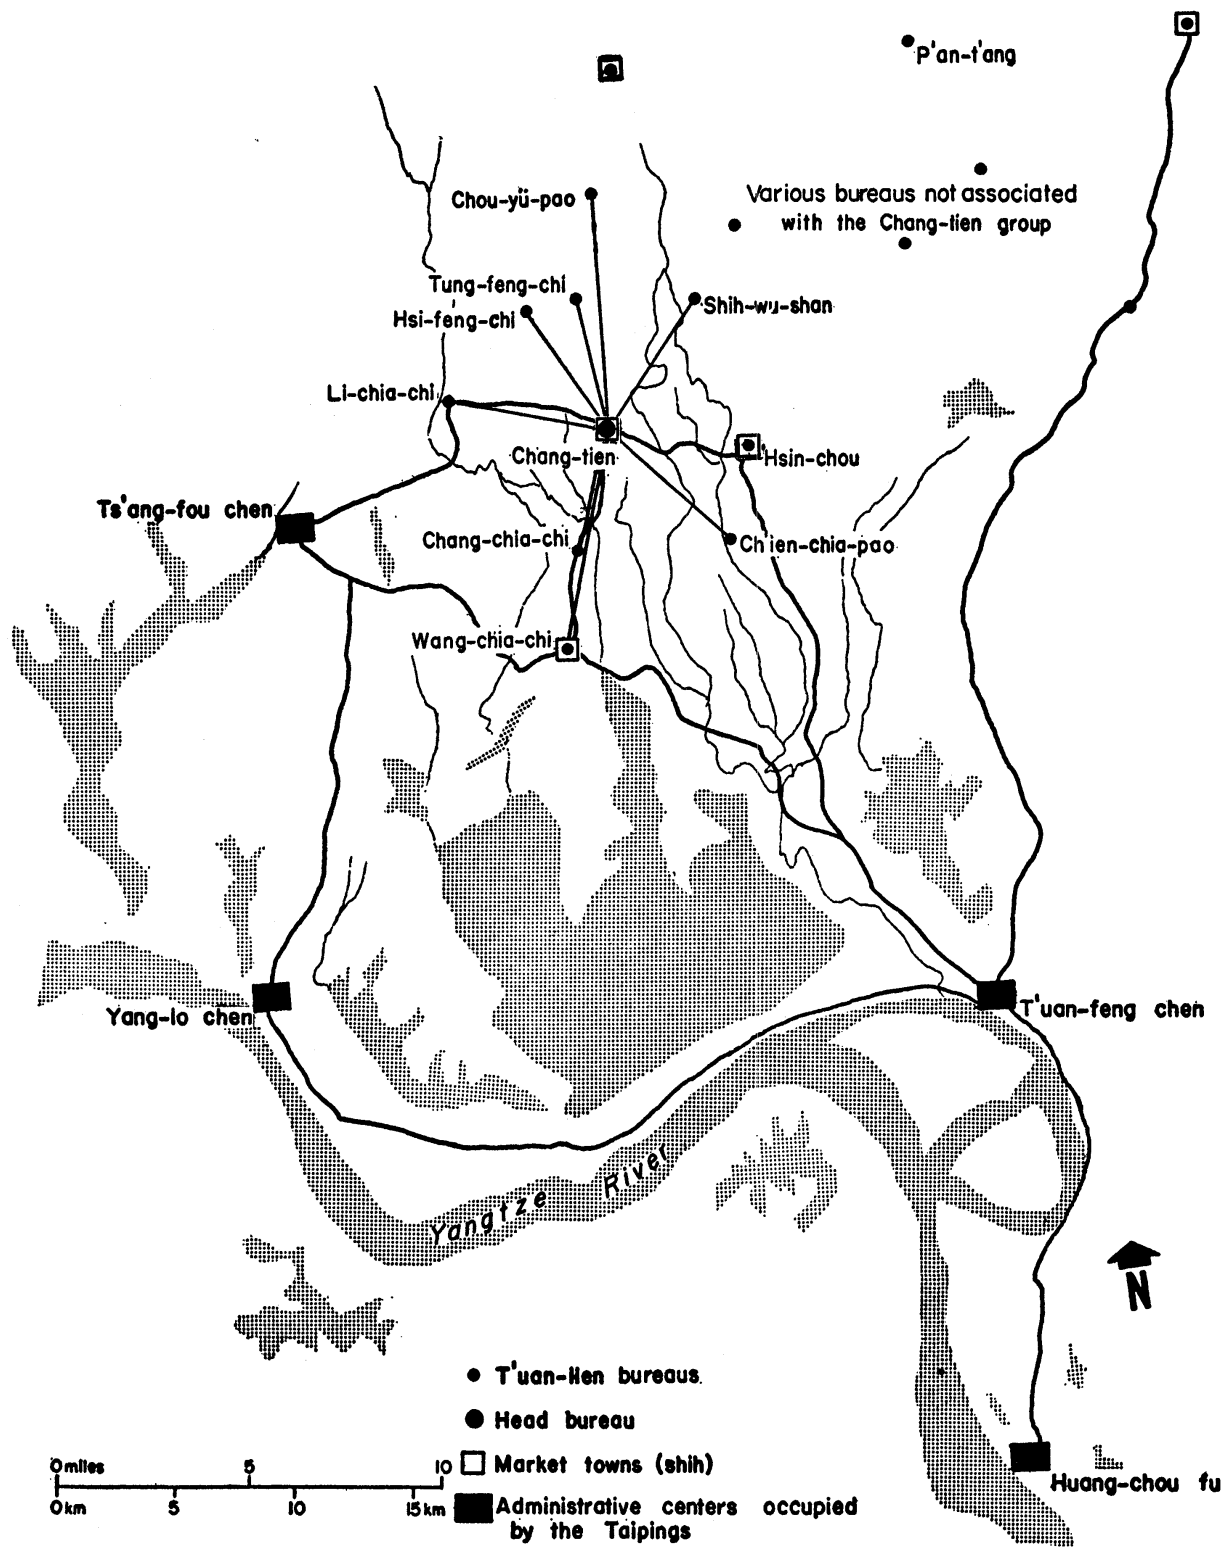 P'an-t'ang
Chou-yü-pao
Various bureaus not associated
with the Chang-tien group
Tung-feng-chi
Hsi-feng-chi
Shih-wu-shan
Li-chia-chi
Chang-tien
Hsin-chou
Ts'ang-fou chen
Chang-chia-chi
Ch'ien-chia-pao
Wang-chia-chi
Yang-lo chen
T'uan-feng chen
Yangtze River
N
T'uan-lien bureaus
Head bureau
Market towns (shih)
Administrative centers occupied
by the Taipings
0 miles 5 10
0 km 5 10 15 km
Huang-chou fu